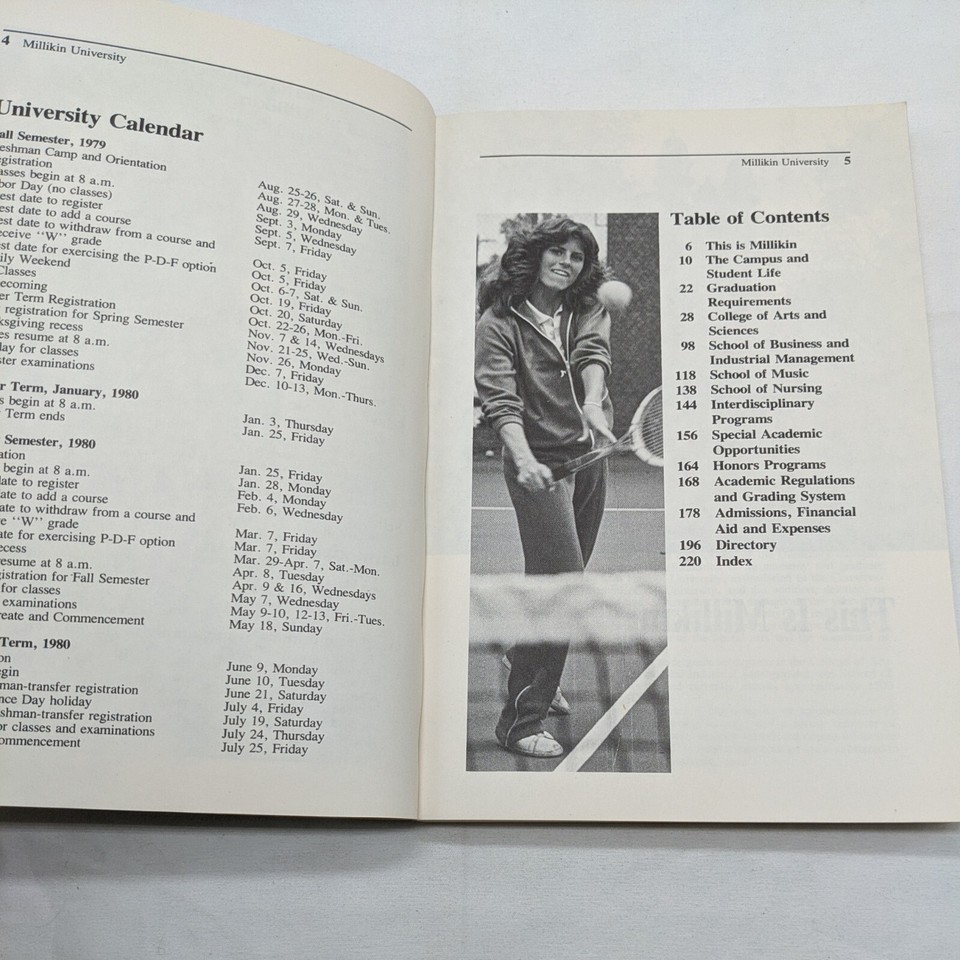 4 Millikin University
University Calendar
all Semester, 1979
eshman Camp and Orientation
gistration
asses begin at 8 a.m.
bor Day (no classes)
est date to register
est date to add a course
est date to withdraw from a course and
eceive "W" grade
est date for exercising the P-D-F option
ily Weekend
Classes
ecoming
er Term Registration
registration for Spring Semester
ksgiving recess
es resume at 8 a.m.
lay for classes
ster examinations
Aug. 25-26, Sat. & Sun.
Aug. 27-28, Mon. & Tues.
Aug. 29, Wednesday
Sept. 3, Monday
Sept. 5, Wednesday
Sept. 7, Friday
Oct. 5, Friday
Oct. 5, Friday
Oct. 6-7, Sat. & Sun.
Oct. 19, Friday
Oct. 20, Saturday
Oct. 22-26, Mon.-Fri.
Nov. 7 & 14, Wednesdays
Nov. 21-25, Wed.-Sun.
Nov. 26, Monday
Dec. 7, Friday
Dec. 10-13, Mon.-Thurs.
r Term, January, 1980
s begin at 8 a.m.
Term ends
Jan. 3, Thursday
Jan. 25, Friday
Semester, 1980
ation
begin at 8 a.m.
ate to register
ate to add a course
ate to withdraw from a course and
e "W" grade
ate for exercising P-D-F option
ecess
esume at 8 a.m.
gistration for Fall Semester
for classes
examinations
reate and Commencement
Jan. 25, Friday
Jan. 28, Monday
Feb. 4, Monday
Feb. 6, Wednesday
Mar. 7, Friday
Mar. 7, Friday
Mar. 29-Apr. 7, Sat.-Mon.
Apr. 8, Tuesday
Apr. 9 & 16, Wednesdays
May 7, Wednesday
May 9-10, 12-13, Fri.-Tues.
May 18, Sunday
Term, 1980
on
egin
man-transfer registration
nce Day holiday
shman-transfer registration
or classes and examinations
ommencement
June 9, Monday
June 10, Tuesday
June 21, Saturday
July 4, Friday
July 19, Saturday
July 24, Thursday
July 25, Friday
Millikin University 5
Table of Contents
6 This is Millikin
10 The Campus and
Student Life
22 Graduation
Requirements
28 College of Arts and
Sciences
98 School of Business and
Industrial Management
118 School of Music
138 School of Nursing
144 Interdisciplinary
Programs
156 Special Academic
Opportunities
164 Honors Programs
168 Academic Regulations
and Grading System
178 Admissions, Financial
Aid and Expenses
196 Directory
220 Index